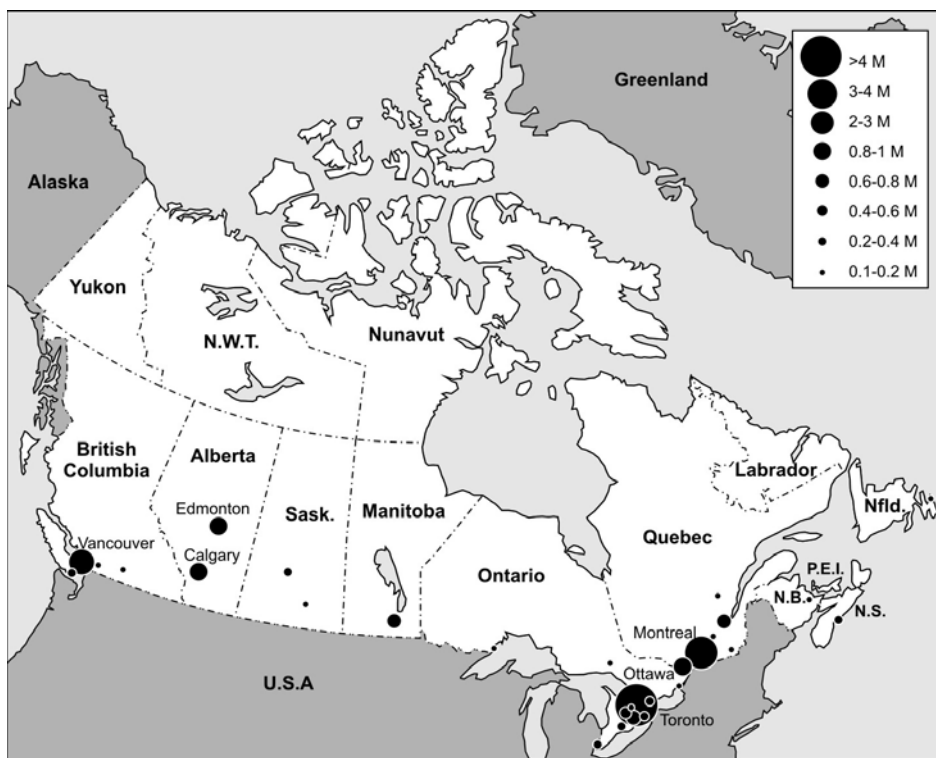 >4 M
3-4 M
2-3 M
0.8-1 M
0.6-0.8 M
0.4-0.6 M
0.2-0.4 M
0.1-0.2 M
Greenland
Alaska
Yukon
N.W.T.
Nunavut
British
Columbia
Alberta
Edmonton
Calgary
Vancouver
Sask.
Manitoba
Ontario
Quebec
Labrador
Nfld.
P.E.I.
N.B.
N.S.
Montreal
Ottawa
Toronto
U.S.A